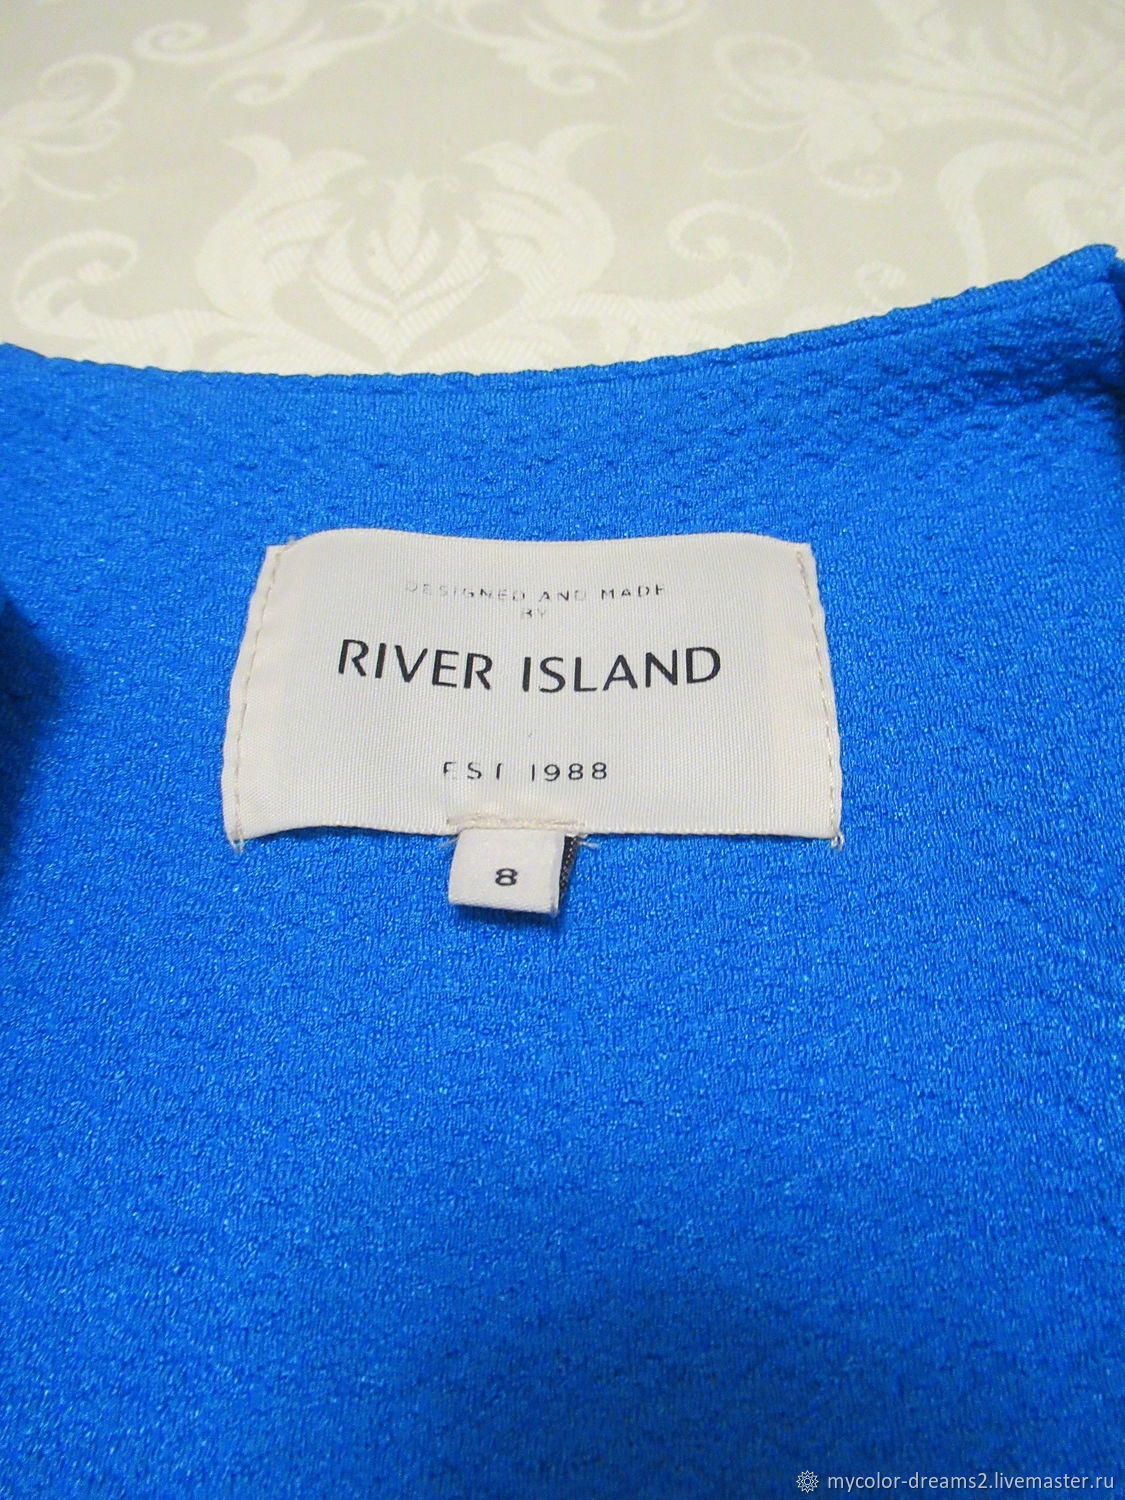 DESIGNED AND MADE
BY
RIVER ISLAND
EST 1988
8
mycolor-dreams2.livemaster.ru